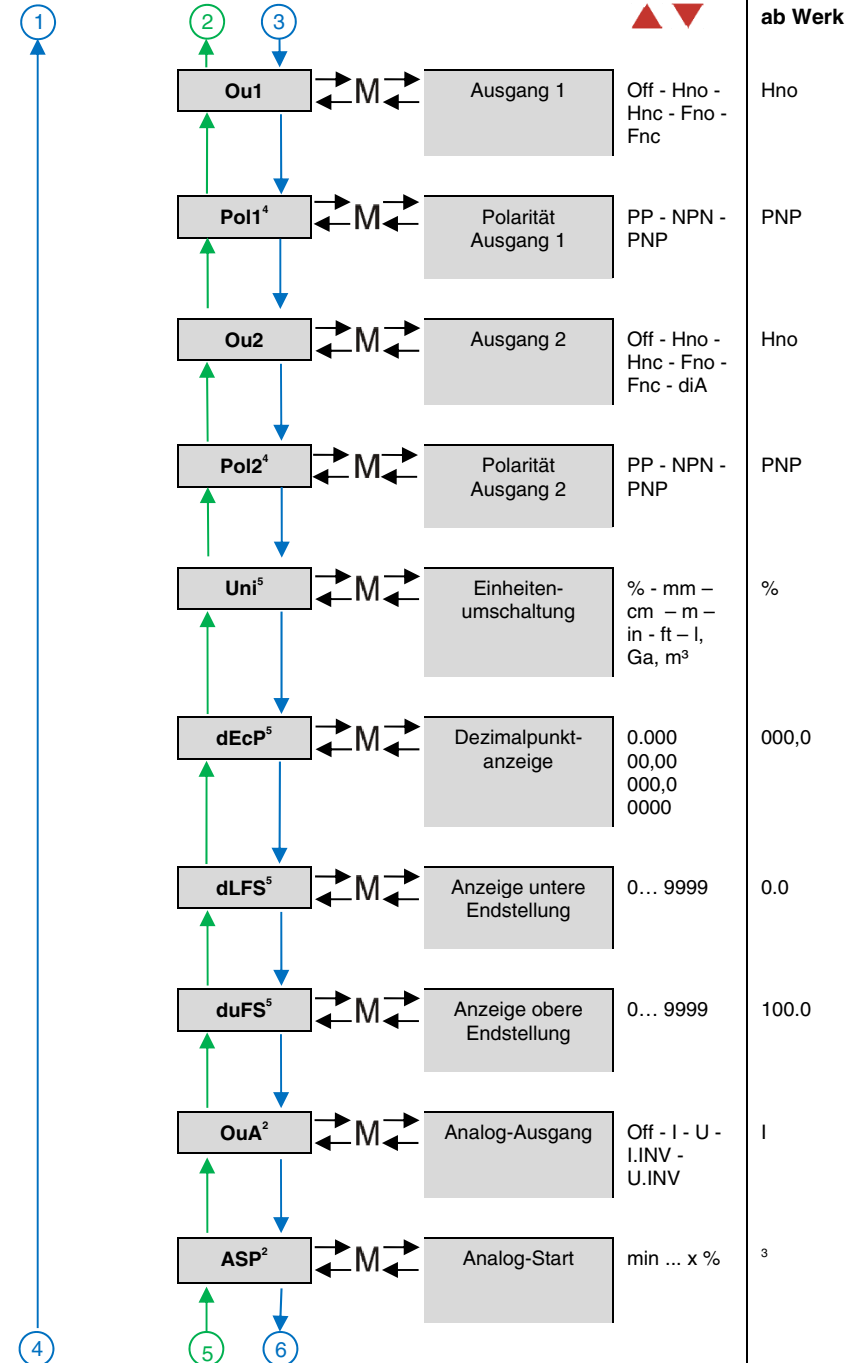 1 2 3 ab Werk
Ou1 M Ausgang 1 Off - Hno - Hno
Hnc - Fno -
Fnc
Pol1⁴ M Polarität PP - NPN - PNP
Ausgang 1 PNP
Ou2 M Ausgang 2 Off - Hno - Hno
Hnc - Fno -
Fnc - diA
Pol2⁴ M Polarität PP - NPN - PNP
Ausgang 2 PNP
Uni⁵ M Einheiten- % - mm – %
umschaltung cm – m –
in - ft – l,
Ga, m³
dEcP⁵ M Dezimalpunkt- 0.000 000,0
anzeige 00,00
000,0
0000
dLFS⁵ M Anzeige untere 0… 9999 0.0
Endstellung
duFS⁵ M Anzeige obere 0… 9999 100.0
Endstellung
OuA² M Analog-Ausgang Off - I - U - I
I.INV -
U.INV
ASP² M Analog-Start min ... x % ³
4 5 6